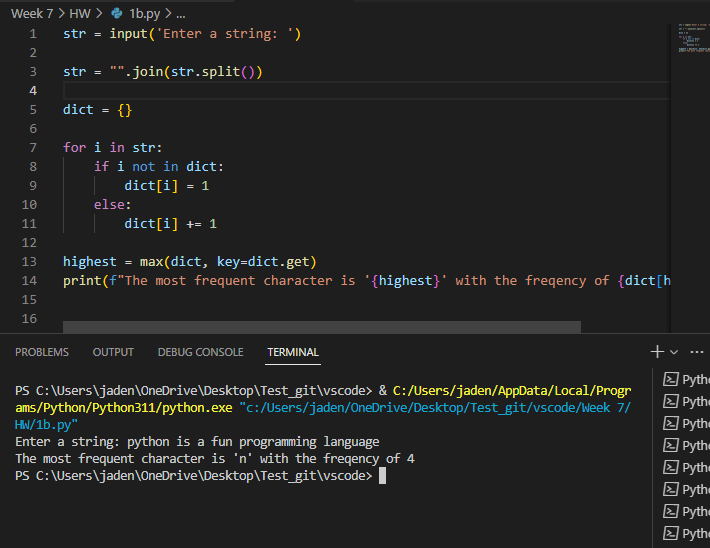 Week 7 > HW > 1b.py > ...
1 str = input('Enter a string: ')
2
3 str = "".join(str.split())
4
5 dict = {}
6
7 for i in str:
8     if i not in dict:
9         dict[i] = 1
10     else:
11         dict[i] += 1
12
13 highest = max(dict, key=dict.get)
14 print(f"The most frequent character is '{highest}' with the freqency of {dict[h
15
16
PROBLEMS OUTPUT DEBUG CONSOLE TERMINAL
PS C:\Users\jaden\OneDrive\Desktop\Test_git\vscode> & C:/Users/jaden/AppData/Local/Progr
ams/Python/Python311/python.exe "c:/Users/jaden/OneDrive/Desktop/Test_git/vscode/Week 7/
HW/1b.py"
Enter a string: python is a fun programming language
The most frequent character is 'n' with the freqency of 4
PS C:\Users\jaden\OneDrive\Desktop\Test_git\vscode>
Pytho
Pytho
Pytho
Pytho
Pytho
Pytho
Pytho
Pytho